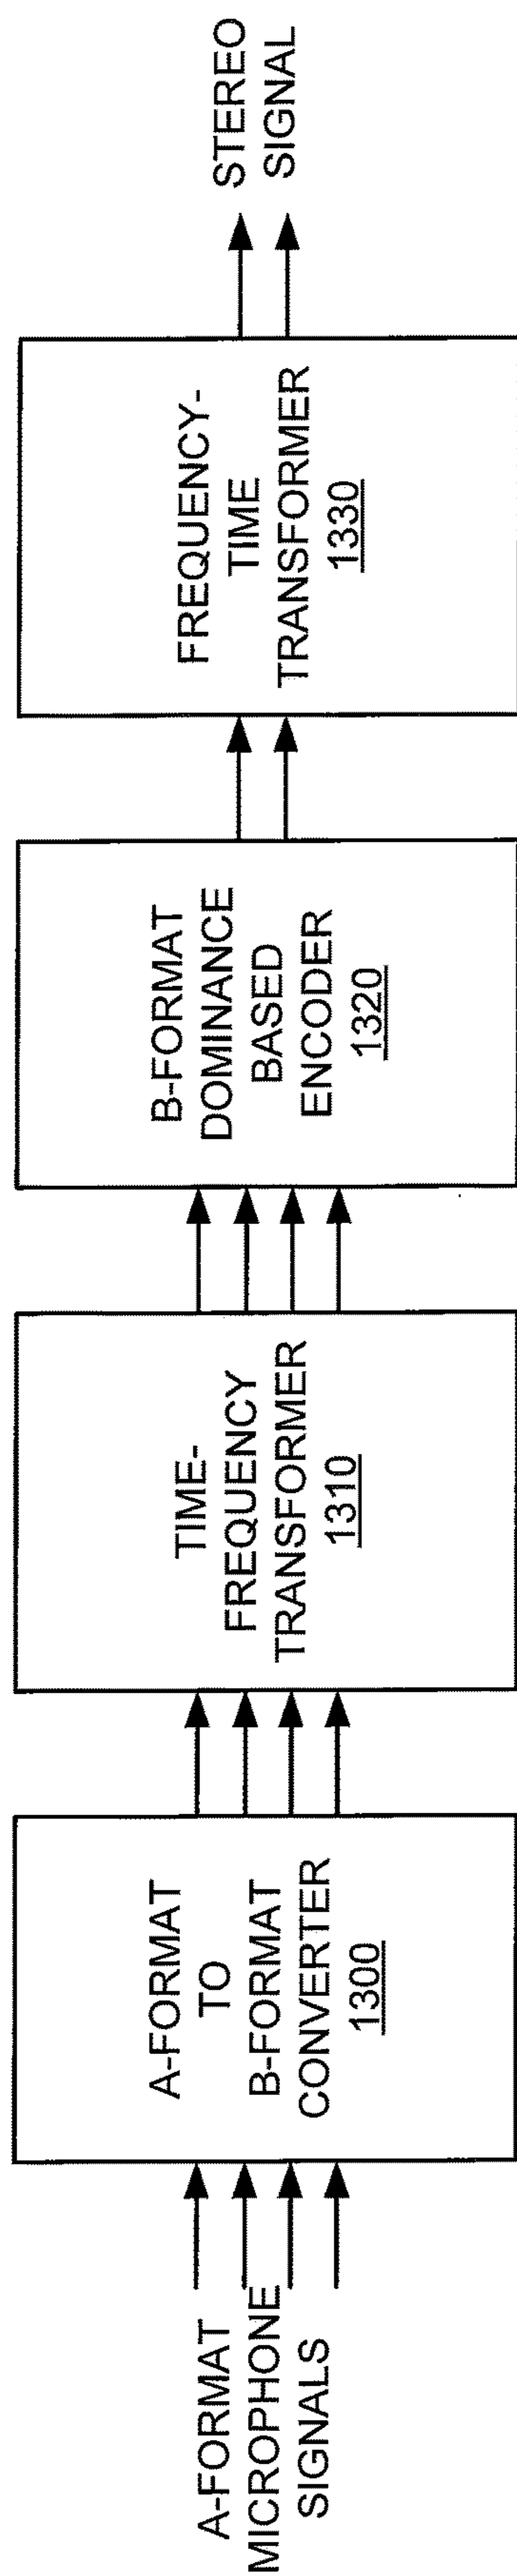 A-FORMAT
MICROPHONE
SIGNALS
A-FORMAT
TO
B-FORMAT
CONVERTER
1300
TIME-
FREQUENCY
TRANSFORMER
1310
B-FORMAT
DOMINANCE
BASED
ENCODER
1320
FREQUENCY-
TIME
TRANSFORMER
1330
STEREO
SIGNAL